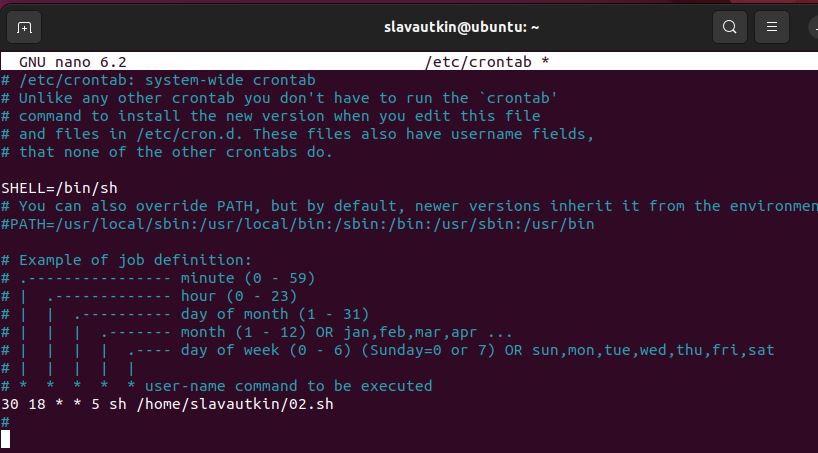 slavautkin@ubuntu: ~
GNU nano 6.2 /etc/crontab *
# /etc/crontab: system-wide crontab
# Unlike any other crontab you don't have to run the `crontab'
# command to install the new version when you edit this file
# and files in /etc/cron.d. These files also have username fields,
# that none of the other crontabs do.
SHELL=/bin/sh
# You can also override PATH, but by default, newer versions inherit it from the environmen
#PATH=/usr/local/sbin:/usr/local/bin:/sbin:/bin:/usr/sbin:/usr/bin
# Example of job definition:
# .---------------- minute (0 - 59)
# |  .------------- hour (0 - 23)
# |  |  .---------- day of month (1 - 31)
# |  |  |  .------- month (1 - 12) OR jan,feb,mar,apr ...
# |  |  |  |  .---- day of week (0 - 6) (Sunday=0 or 7) OR sun,mon,tue,wed,thu,fri,sat
# |  |  |  |  |
# *  *  *  *  * user-name command to be executed
30 18 * * 5 sh /home/slavautkin/02.sh
#